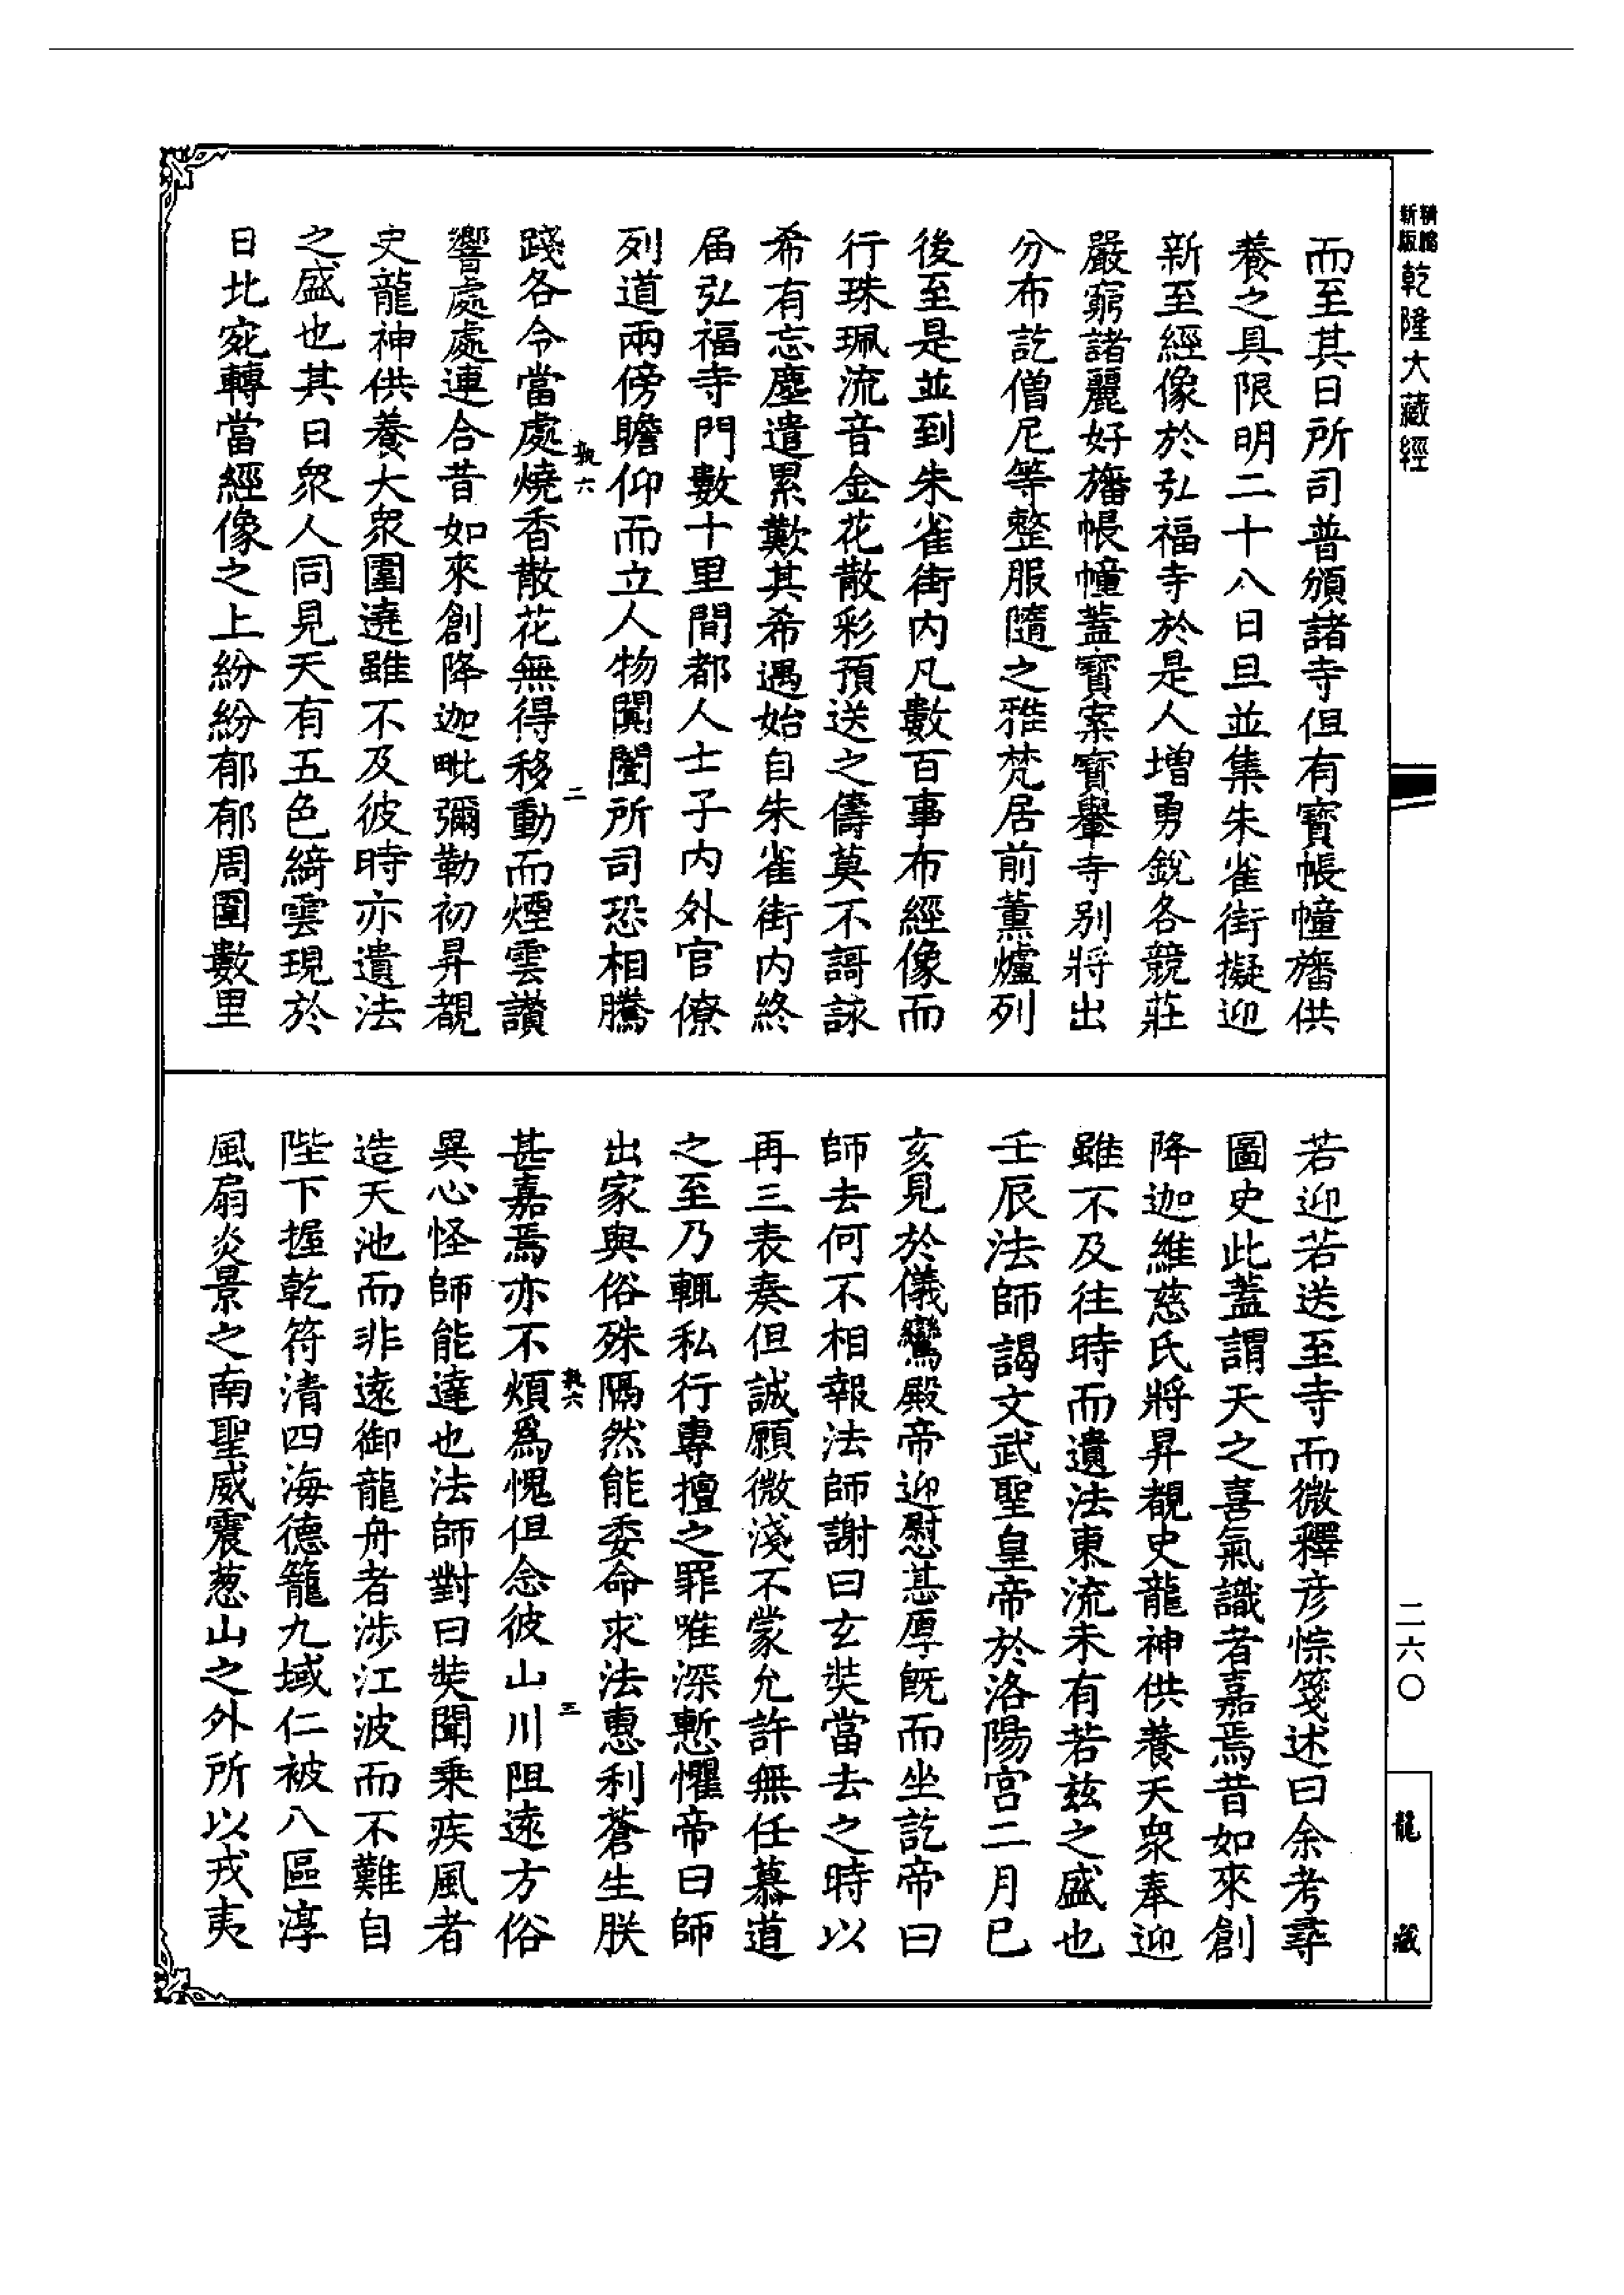 精縮
新版
乾隆大藏經
而至其日所司普頒諸寺但有寶帳幢旛供
養之具限明二十八日旦並集朱雀街擬迎
新至經像於弘福寺於是人增勇銳各競莊
嚴窮諸麗好旛帳幢蓋寶案寶轝寺別將出
分布訖僧尼等整服隨之雅梵居前薰爐列
後至是並到朱雀街內凡數百事布經像而
行珠珮流音金花散彩預送之儔莫不謌詠
希有忘塵遣累歎其希遇始自朱雀街內終
届弘福寺門數十里間都人士子內外官僚
列道兩傍瞻仰而立人物闐闉所司恐相騰
孰六
二
踐各令當處燒香散花無得移動而煙雲讚
響處處連合昔如來創降迦毗彌勒初昇覩
史龍神供養大衆圍遶雖不及彼時亦遺法
之盛也其日衆人同見天有五色綺雲現於
日北宛轉當經像之上紛紛郁郁周圍數里
若迎若送至寺而微釋彦悰箋述曰余考尋
圖史此蓋謂天之喜氣識者嘉焉昔如來創
降迦維慈氏將昇覩史龍神供養天衆奉迎
雖不及往時而遺法東流未有若茲之盛也
壬辰法師謁文武聖皇帝於洛陽宮二月已
亥見於儀鸞殿帝迎慰甚厚既而坐訖帝曰
師去何不相報法師謝曰玄奘當去之時以
再三表奏但誠願微淺不蒙允許無任慕道
之至乃輒私行專擅之罪唯深慙懼帝曰師
出家與俗殊隔然能委命求法惠利蒼生朕
孰六
三
甚嘉焉亦不煩爲愧但念彼山川阻遠方俗
異心怪師能達也法師對曰奘聞乘疾風者
造天池而非遠御龍舟者涉江波而不難自
陛下握乾符清四海德籠九域仁被八區淳
風扇炎景之南聖威震葱山之外所以戎夷
二六〇
龍藏